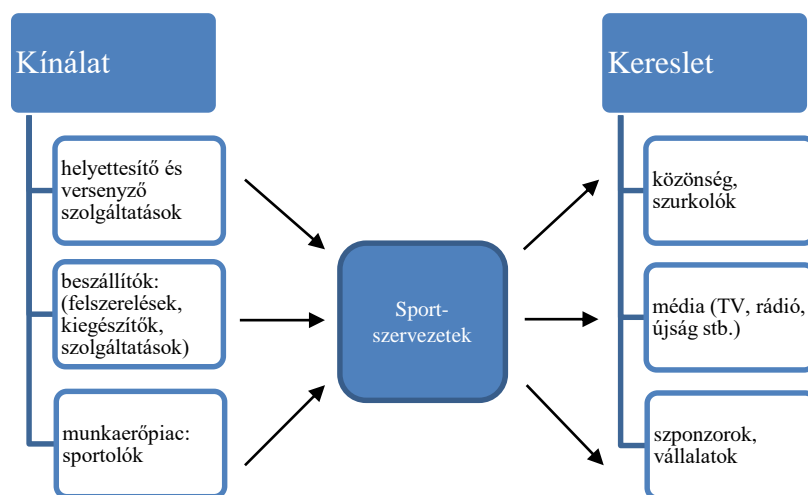 Kínálat
helyettesítő és
versenyző
szolgáltatások
beszállítók:
(felszerelések,
kiegészítők,
szolgáltatások)
munkaerőpiac:
sportolók
Sport-
szervezetek
Kereslet
közönség,
szurkolók
média (TV, rádió,
újság stb.)
szponzorok,
vállalatok